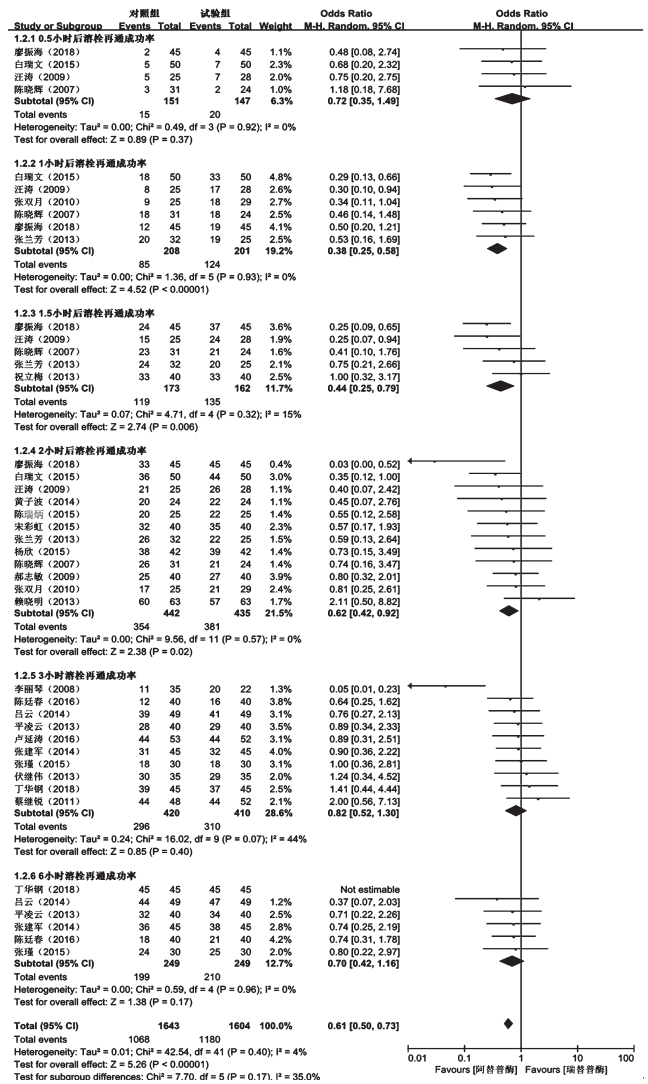 对照组 试验组 Odds Ratio Odds Ratio
Study or Subgroup Events Total Events Total Weight M-H. Random. 95% CI M-H. Random. 95% CI
1.2.1 0.5小时后溶栓再通成功率
廖振海（2018） 2 45 4 45 1.1% 0.48 [0.08, 2.74]
白瑞文（2015） 5 50 7 50 2.3% 0.68 [0.20, 2.32]
汪涛（2009） 5 25 7 28 2.0% 0.75 [0.20, 2.75]
陈晓辉（2007） 3 31 2 24 0.9% 1.18 [0.18, 7.68]
Subtotal (95% CI) 151 147 6.3% 0.72 [0.35, 1.49]
Total events 15 20
Heterogeneity: Tau² = 0.00; Chi² = 0.49, df = 3 (P = 0.92); I² = 0%
Test for overall effect: Z = 0.89 (P = 0.37)
1.2.2 1小时后溶栓再通成功率
白瑞文（2015） 18 50 33 50 4.8% 0.29 [0.13, 0.66]
汪涛（2009） 8 25 17 28 2.5% 0.30 [0.10, 0.94]
张双月（2010） 9 25 18 29 2.6% 0.34 [0.11, 1.04]
陈晓辉（2007） 18 31 18 24 2.3% 0.46 [0.14, 1.48]
廖振海（2018） 12 45 19 45 4.1% 0.50 [0.20, 1.21]
张兰芳（2013） 20 32 19 25 2.3% 0.53 [0.16, 1.69]
Subtotal (95% CI) 208 201 19.2% 0.38 [0.25, 0.58]
Total events 85 124
Heterogeneity: Tau² = 0.00; Chi² = 1.36, df = 5 (P = 0.93); I² = 0%
Test for overall effect: Z = 4.52 (P < 0.00001)
1.2.3 1.5小时后溶栓再通成功率
廖振海（2018） 24 45 37 45 3.6% 0.25 [0.09, 0.65]
汪涛（2009） 15 25 24 28 1.9% 0.25 [0.07, 0.94]
陈晓辉（2007） 23 31 21 24 1.6% 0.41 [0.10, 1.76]
张兰芳（2013） 24 32 20 25 2.1% 0.75 [0.21, 2.66]
祝立梅（2013） 33 40 33 40 2.5% 1.00 [0.32, 3.17]
Subtotal (95% CI) 173 162 11.7% 0.44 [0.25, 0.79]
Total events 119 135
Heterogeneity: Tau² = 0.07; Chi² = 4.71, df = 4 (P = 0.32); I² = 15%
Test for overall effect: Z = 2.74 (P = 0.006)
1.2.4 2小时后溶栓再通成功率
廖振海（2018） 33 45 45 45 0.4% 0.03 [0.00, 0.52]
白瑞文（2015） 36 50 44 50 3.0% 0.35 [0.12, 1.00]
汪涛（2009） 21 25 26 28 1.0% 0.40 [0.07, 2.42]
黄子波（2014） 20 24 22 24 1.0% 0.45 [0.07, 2.76]
陈瑞炳（2015） 20 25 22 25 1.4% 0.55 [0.12, 2.58]
宋彩虹（2015） 32 40 35 40 2.2% 0.57 [0.17, 1.93]
张兰芳（2013） 26 32 22 25 1.5% 0.59 [0.13, 2.64]
杨欣（2015） 38 42 39 42 1.4% 0.73 [0.15, 3.49]
陈晓辉（2007） 26 31 21 24 1.4% 0.74 [0.16, 3.47]
郝志敏（2009） 25 40 27 40 3.8% 0.80 [0.32, 2.01]
张双月（2010） 17 25 21 29 2.4% 0.81 [0.25, 2.61]
赖晓明（2013） 60 63 57 63 1.7% 2.11 [0.50, 8.82]
Subtotal (95% CI) 442 435 21.5% 0.62 [0.42, 0.92]
Total events 354 381
Heterogeneity: Tau² = 0.00; Chi² = 9.56, df = 11 (P = 0.57); I² = 0%
Test for overall effect: Z = 2.38 (P = 0.02)
1.2.5 3小时溶栓再通成功率
李丽琴（2008） 11 35 20 22 1.3% 0.05 [0.01, 0.23]
陈廷春（2016） 12 40 16 40 3.8% 0.64 [0.25, 1.62]
吕云（2014） 39 49 41 49 3.1% 0.76 [0.27, 2.13]
平凌云（2013） 28 40 29 40 3.6% 0.89 [0.34, 2.33]
卢延涛（2016） 44 53 44 52 2.9% 0.89 [0.31, 2.51]
张建军（2014） 31 45 32 45 4.0% 0.90 [0.36, 2.22]
张瑾（2015） 18 30 18 30 3.1% 1.00 [0.36, 2.81]
伏继伟（2013） 30 35 29 35 2.0% 1.24 [0.34, 4.52]
丁华钢（2018） 39 45 37 45 2.5% 1.41 [0.44, 4.44]
蔡继锐（2011） 44 48 44 52 2.1% 2.00 [0.56, 7.13]
Subtotal (95% CI) 420 410 28.6% 0.82 [0.52, 1.30]
Total events 296 310
Heterogeneity: Tau² = 0.24; Chi² = 16.02, df = 9 (P = 0.07); I² = 44%
Test for overall effect: Z = 0.85 (P = 0.40)
1.2.6 6小时溶栓再通成功率
丁华钢（2018） 45 45 45 45 Not estimable
吕云（2014） 44 49 47 49 1.2% 0.37 [0.07, 2.03]
平凌云（2013） 32 40 34 40 2.4% 0.71 [0.22, 2.26]
张建军（2014） 36 45 38 45 2.7% 0.74 [0.25, 2.19]
陈廷春（2016） 18 40 21 40 4.2% 0.74 [0.31, 1.78]
张瑾（2015） 24 30 25 30 2.0% 0.80 [0.22, 2.97]
Subtotal (95% CI) 249 249 12.7% 0.70 [0.42, 1.16]
Total events 199 210
Heterogeneity: Tau² = 0.00; Chi² = 0.59, df = 4 (P = 0.96); I² = 0%
Test for overall effect: Z = 1.38 (P = 0.17)
Total (95% CI) 1643 1604 100.0% 0.61 [0.50, 0.73]
Total events 1068 1180
Heterogeneity: Tau² = 0.01; Chi² = 42.54, df = 41 (P = 0.40); I² = 4%
Test for overall effect: Z = 5.26 (P < 0.00001)
Test for subgroup differences: Chi² = 7.70, df = 5 (P = 0.17), I² = 35.0%
0.01 0.1 1 10 100
Favours [阿替普酶] Favours [瑞替普酶]